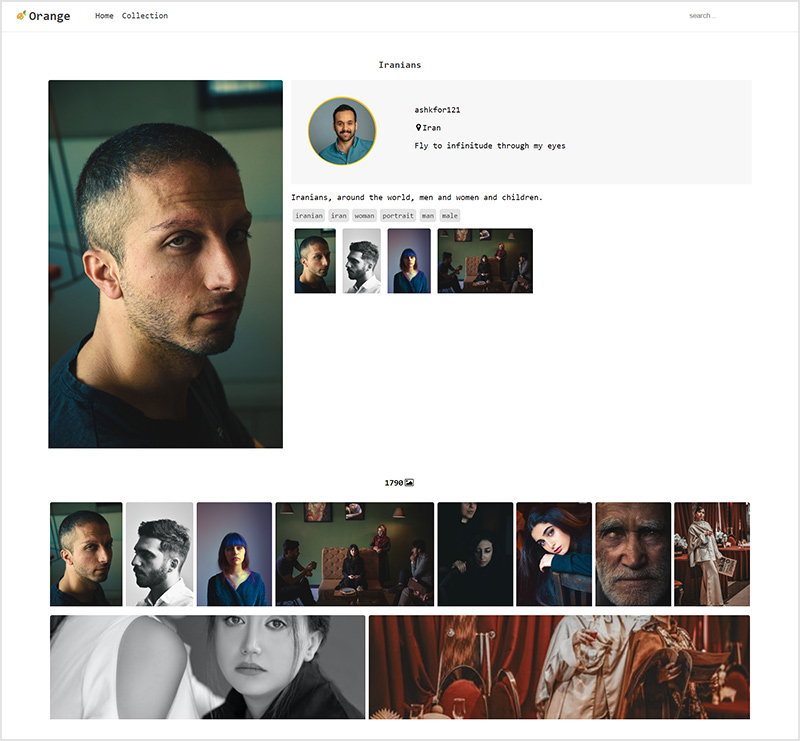 Orange Home Collection search ..
Iranians
ashkfor121
Iran
Fly to infinitude through my eyes
Iranians, around the world, men and women and children.
iranian iran woman portrait man male
1790